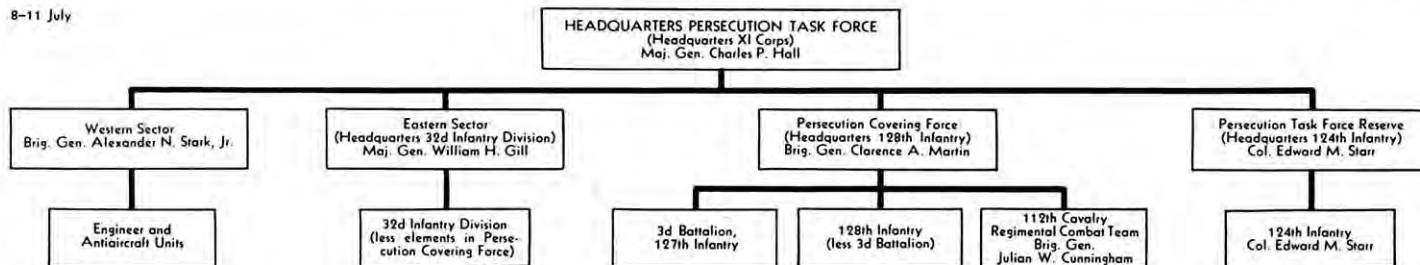 8–11 July
HEADQUARTERS PERSECUTION TASK FORCE
(Headquarters XI Corps)
Maj. Gen. Charles P. Hall
Western Sector
Brig. Gen. Alexander N. Stark, Jr.
Eastern Sector
(Headquarters 32d Infantry Division)
Maj. Gen. William H. Gill
Persecution Covering Force
(Headquarters 128th Infantry)
Brig. Gen. Clarence A. Martin
Persecution Task Force Reserve
(Headquarters 124th Infantry)
Col. Edward M. Starr
Engineer and
Antiaircraft Units
32d Infantry Division
(less elements in Perse-
cution Covering Force)
3d Battalion,
127th Infantry
128th Infantry
(less 3d Battalion)
112th Cavalry
Regimental Combat Team
Brig. Gen.
Julian W. Cunningham
124th Infantry
Col. Edward M. Starr